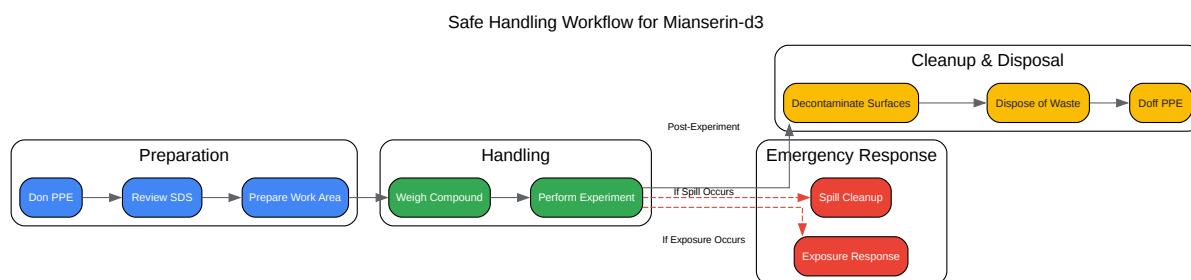 Safe Handling Workflow for Mianserin-d3
Preparation
Don PPE
Review SDS
Prepare Work Area
Handling
Weigh Compound
Perform Experiment
Post-Experiment
If Spill Occurs
If Exposure Occurs
Cleanup & Disposal
Decontaminate Surfaces
Dispose of Waste
Doff PPE
Emergency Response
Spill Cleanup
Exposure Response